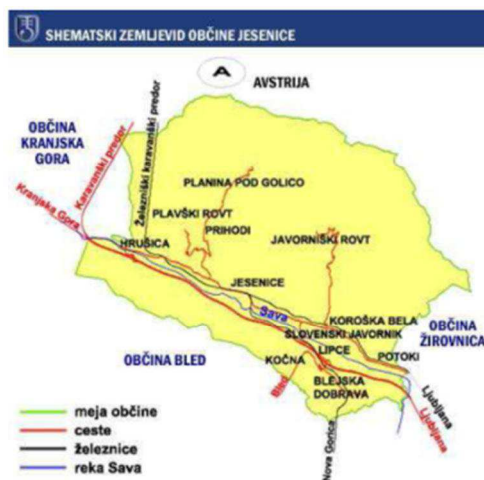 SHEMATSKI ZEMLJEVID OBČINE JESENICE
A
AVSTRIJA
OBČINA
KRANJSKA
GORA
Karavanški predor
Železniški karavanški predor
Kranjska Gora
PLANINA POD GOLICO
PLAVŠKI ROVT
PRIHODI
HRUŠICA
JAVORNIŠKI ROVT
JESENICE
Sava
KOROŠKA BELA
SLOVENSKI JAVORNIK
OBČINA
ŽIROVNICA
OBČINA BLED
KOČNA
LIPCE
POTOKI
Bled
BLEJSKA
DOBRAVA
Ljubljana
Ljubljana
Nova Gorica
meja občine
ceste
železnice
reka Sava